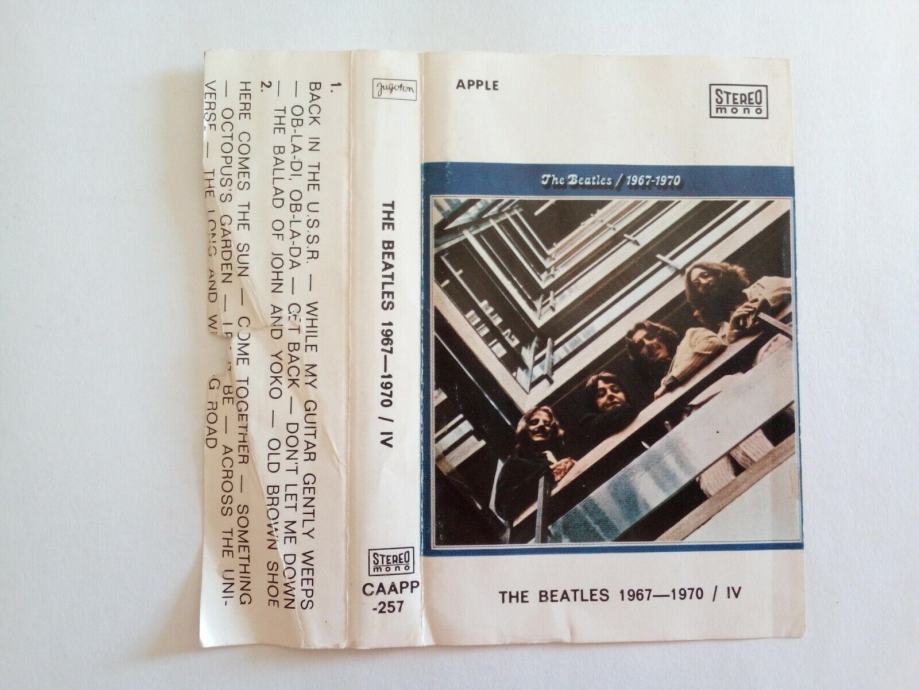 1.
BACK IN THE U.S.S.R. — WHILE MY GUITAR GENTLY WEEPS
— OB-LA-DI, OB-LA-DA — GET BACK — DON'T LET ME DOWN
— THE BALLAD OF JOHN AND YOKO — OLD BROWN SHOE
2.
HERE COMES THE SUN — COME TOGETHER — SOMETHING
— OCTOPUS'S GARDEN — BE — ACROSS THE UNI-
VERSE — THE LONG AND ROAD
Jugoton
THE BEATLES 1967—1970 / IV
STEREO
mono
CAAPP
-257
APPLE
STEREO
mono
The Beatles / 1967-1970
THE BEATLES 1967—1970 / IV